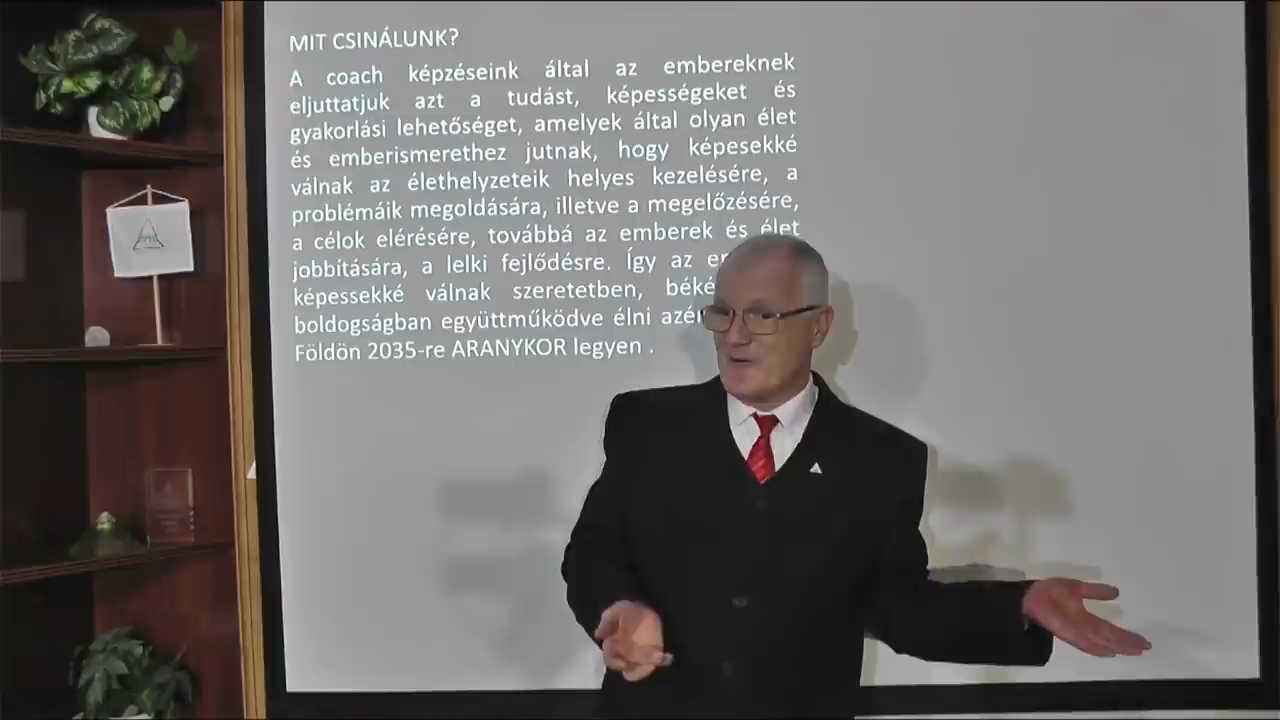 MIT CSINÁLUNK?
A coach képzéseink által az embereknek
eljuttatjuk azt a tudást, képességeket és
gyakorlási lehetőséget, amelyek által olyan élet
és emberismerethez jutnak, hogy képesekké
válnak az élethelyzeteik helyes kezelésére, a
problémáik megoldására, illetve a megelőzésére,
a célok elérésére, továbbá az emberek és élet
jobbítására, a lelki fejlődésre. Így az
képessekké válnak szeretetben,
boldogságban együttműködve élni
Földön 2035-re ARANYKOR legyen .